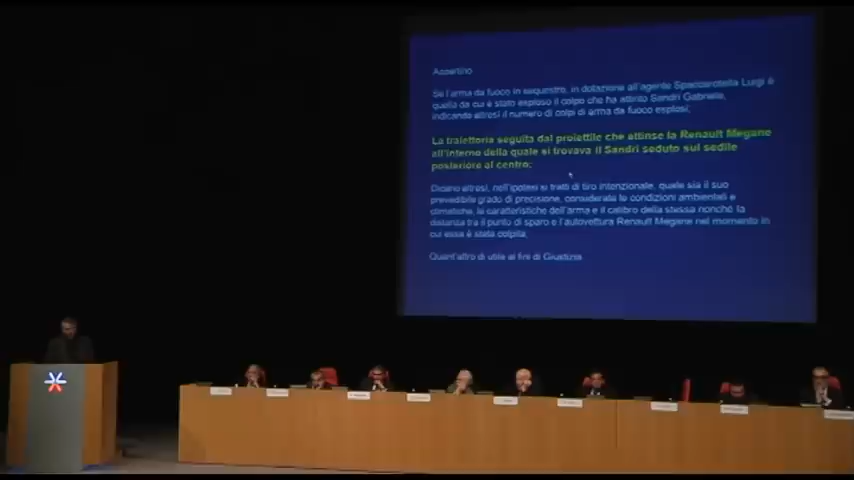 Accertino
Se l'arma da fuoco in sequestro, in dotazione all'agente Spaccarotella Luigi è
quella da cui è stato esploso il colpo che ha attinto Sandri Gabriele,
indicando altresì il numero di colpi di arma da fuoco esplosi;
La traiettoria seguita dal proiettile che attinse la Renault Megane
all'interno della quale si trovava il Sandri seduto sul sedile
posteriore al centro;
Dicano altresì, nell'ipotesi si tratti di tiro intenzionale, quale sia il suo
prevedibile grado di precisione, considerate le condizioni ambientali e
climatiche, le caratteristiche dell'arma e il calibro della stessa nonché la
distanza tra il punto di sparo e l'autovettura Renault Megane nel momento in
cui essa è stata colpita;
Quant'altro di utile ai fini di Giustizia